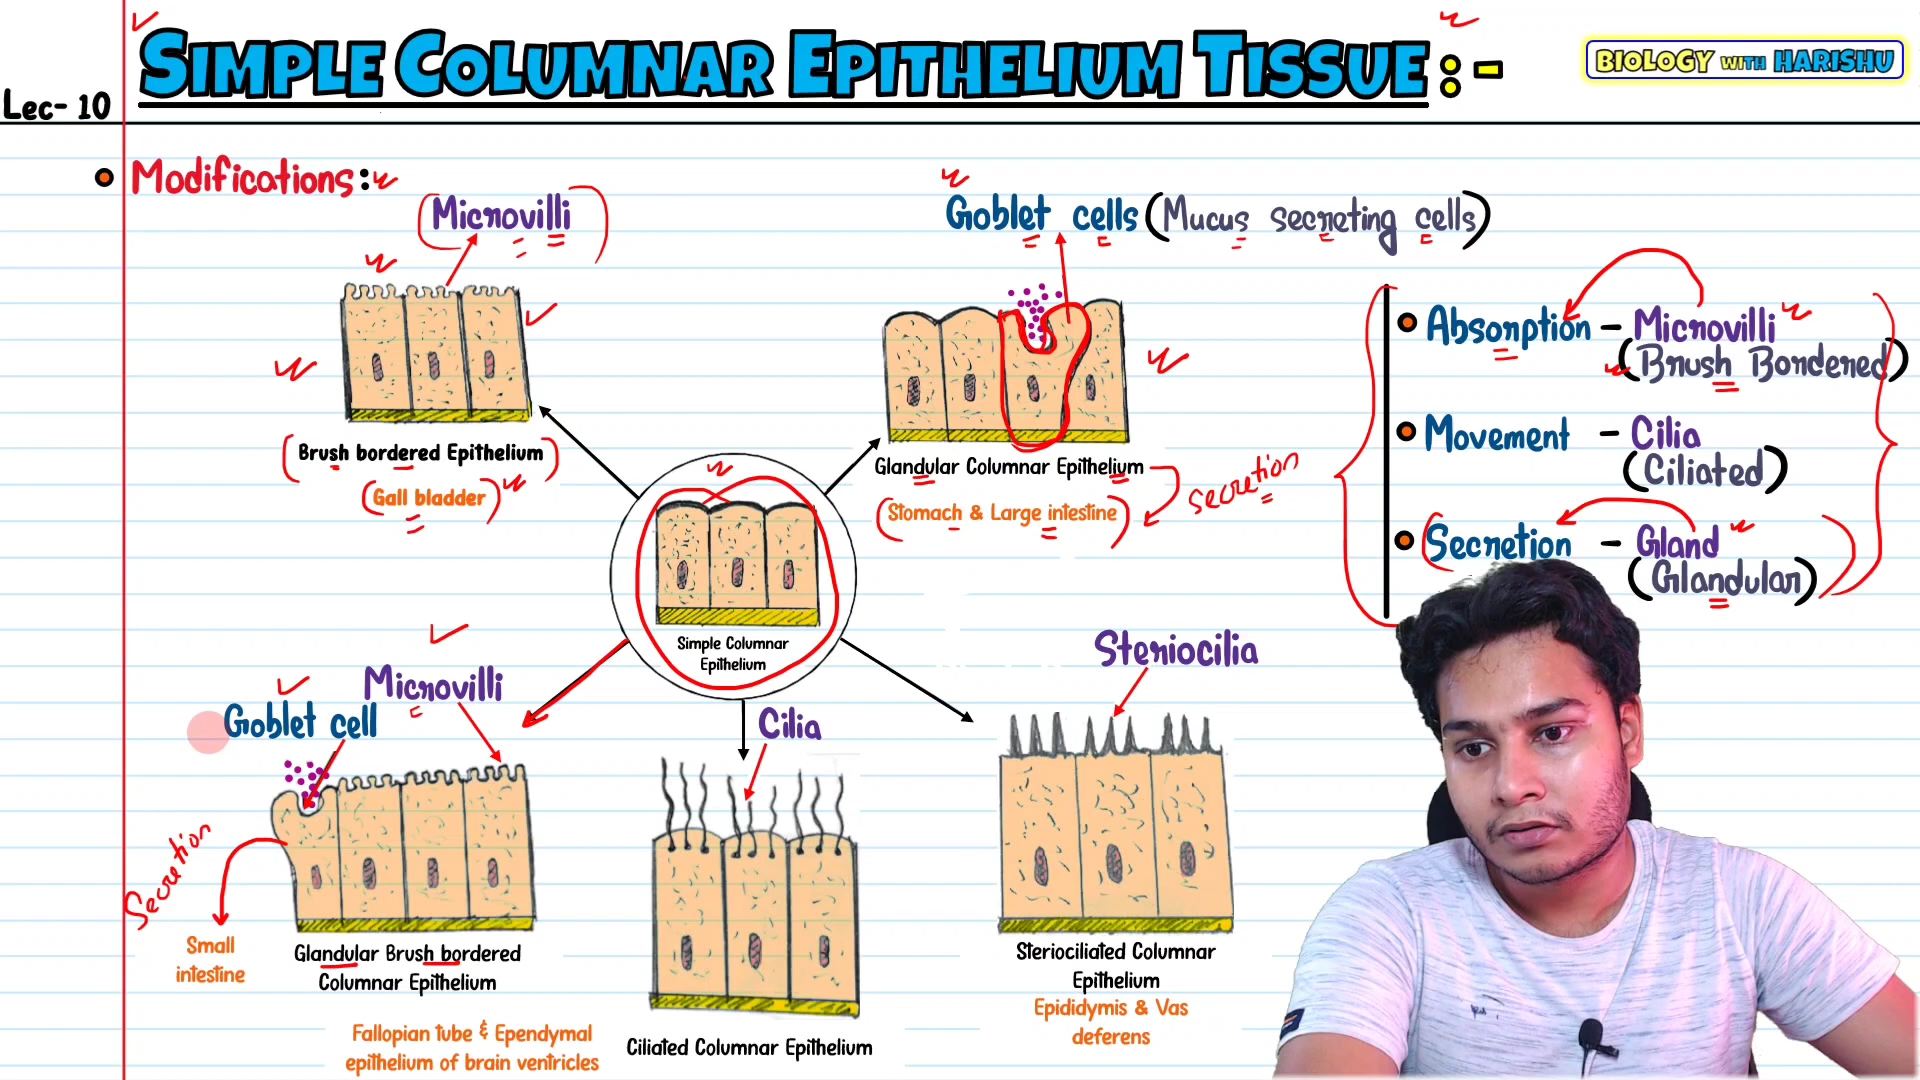 SIMPLE COLUMNAR EPITHELIUM TISSUE :-
BIOLOGY WITH HARISHU
Lec- 10
Modifications:
Microvilli
Goblet cells (Mucus secreting cells)
Absorption – Microvilli
(Brush Bordered)
Movement – Cilia
(Ciliated)
Secretion – Gland
(Glandular)
Brush bordered Epithelium
(Gall bladder)
Glandular Columnar Epithelium
(Stomach & Large intestine)
secretion
Simple Columnar
Epithelium
Microvilli
Goblet cell
Secretion
Small
intestine
Glandular Brush bordered
Columnar Epithelium
Cilia
Fallopian tube & Ependymal
epithelium of brain ventricles
Ciliated Columnar Epithelium
Steriocilia
Steriociliated Columnar
Epithelium
Epididymis & Vas
deferens